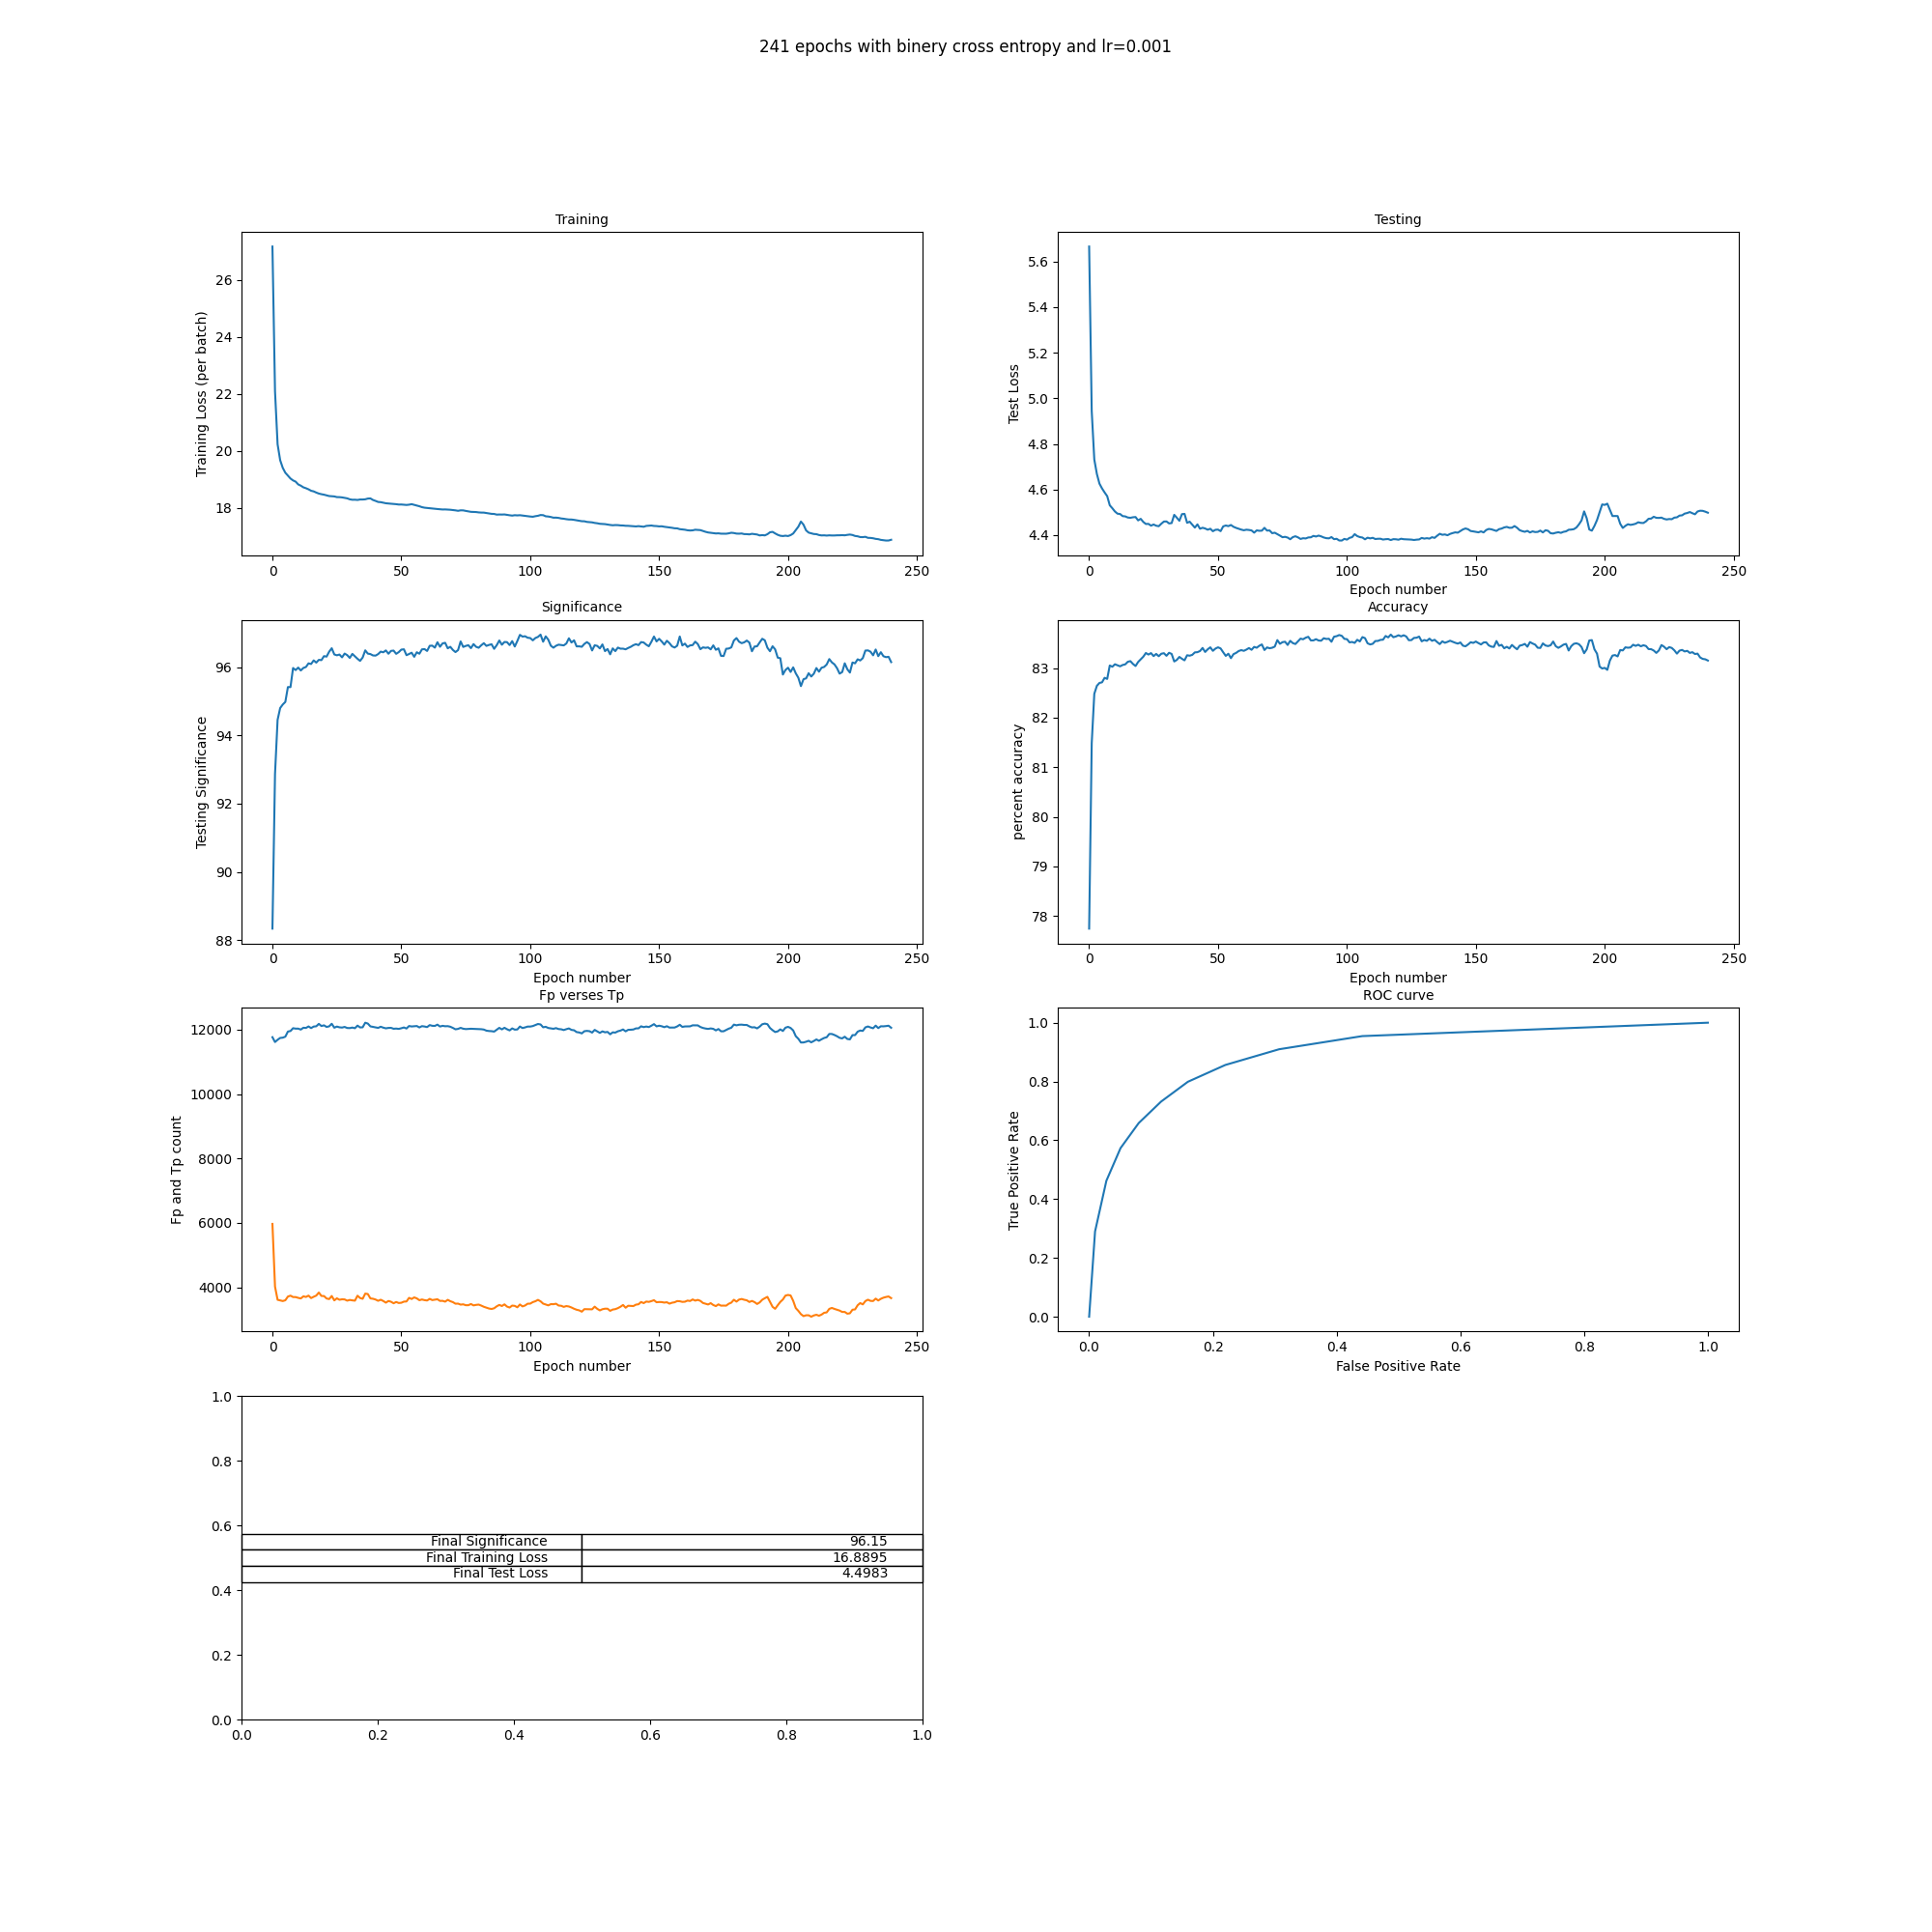 241 epochs with binery cross entropy and lr=0.001
Training
Training Loss (per batch)
26
24
22
20
18
0 50 100 150 200 250
Testing
Test Loss
5.6
5.4
5.2
5.0
4.8
4.6
4.4
0 50 100 150 200 250
Epoch number
Significance
Testing Significance
96
94
92
90
88
0 50 100 150 200 250
Epoch number
Accuracy
percent accuracy
83
82
81
80
79
78
0 50 100 150 200 250
Epoch number
Fp verses Tp
Fp and Tp count
12000
10000
8000
6000
4000
0 50 100 150 200 250
Epoch number
ROC curve
True Positive Rate
1.0
0.8
0.6
0.4
0.2
0.0
0.0 0.2 0.4 0.6 0.8 1.0
False Positive Rate
1.0
0.8
0.6
0.4
0.2
0.0
Final Significance 96.15
Final Training Loss 16.8895
Final Test Loss 4.4983
0.0 0.2 0.4 0.6 0.8 1.0